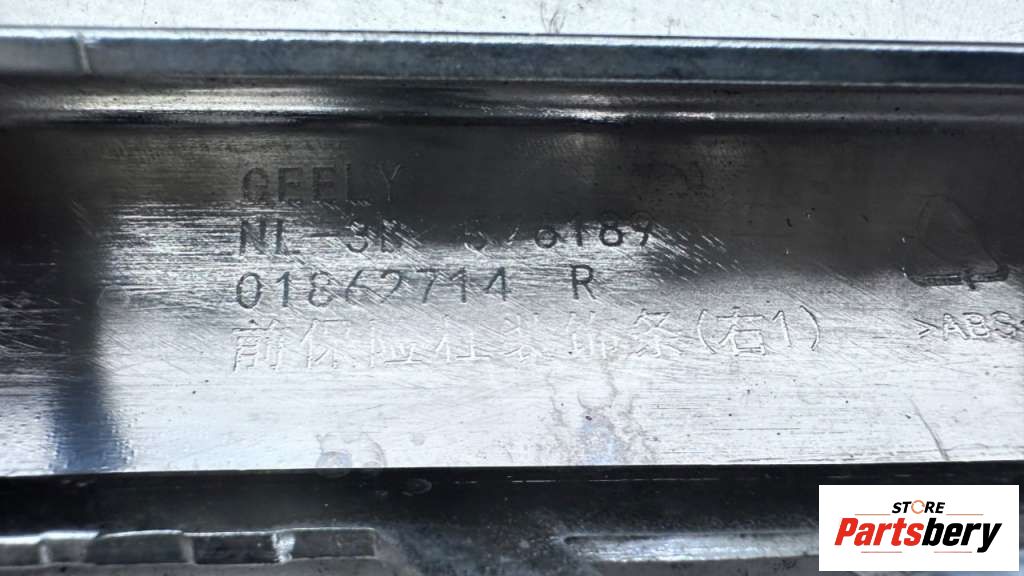 GEELY
01862714 R
前保险杠装饰条(右1)
>ABS
STORE
Partsbery